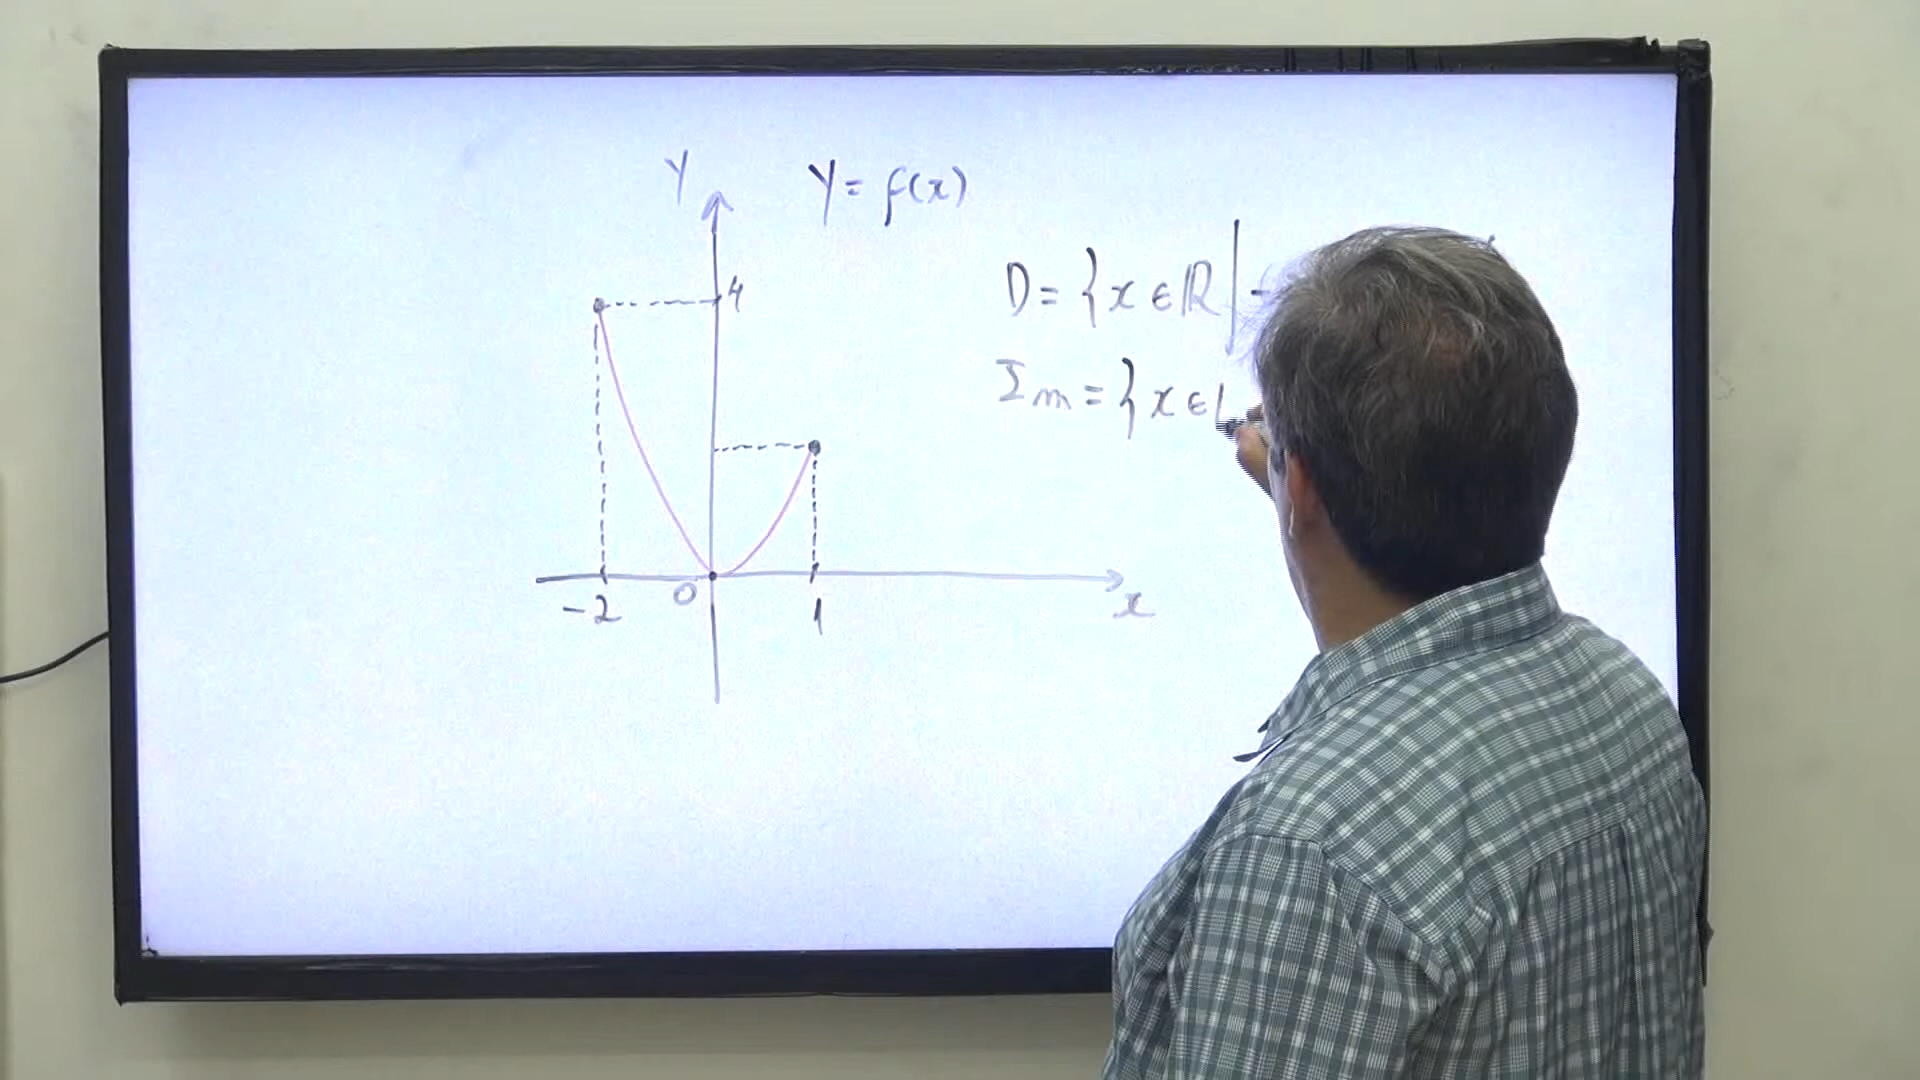 Y
Y = f(x)
4
D = {x ∈ ℝ | -
Im = {x ∈
-2
0
1
x